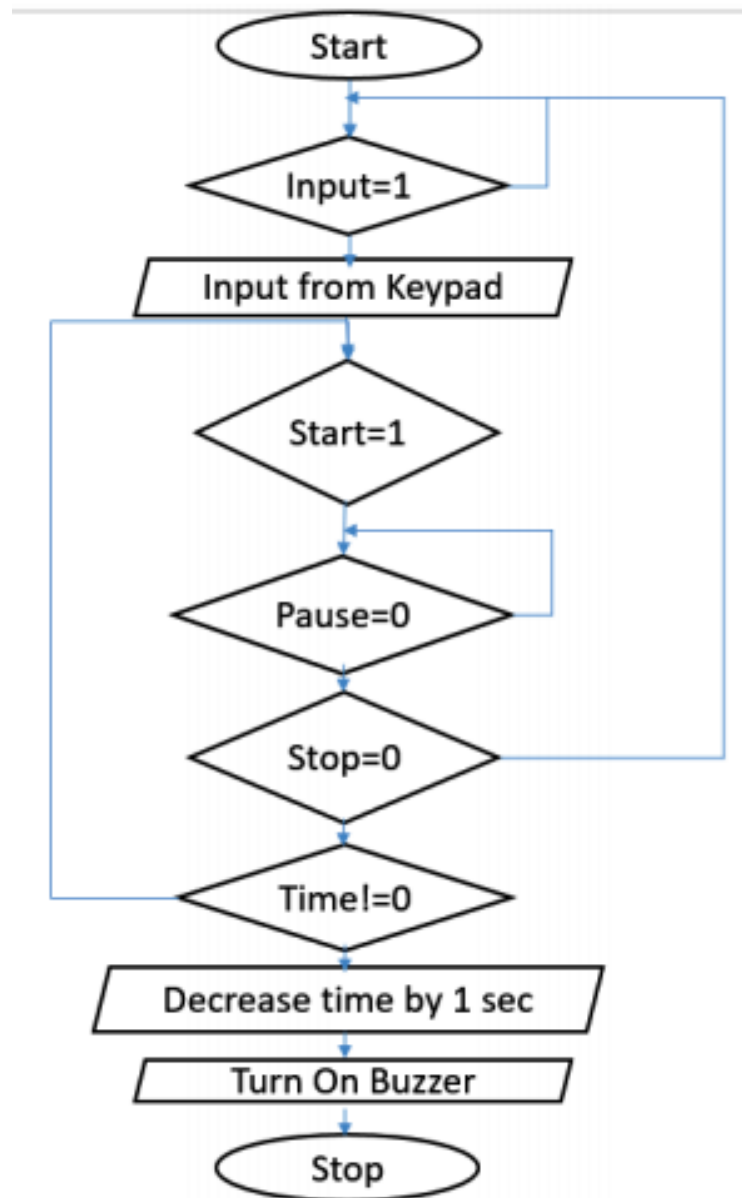 Start
Input=1
Input from Keypad
Start=1
Pause=0
Stop=0
Time!=0
Decrease time by 1 sec
Turn On Buzzer
Stop